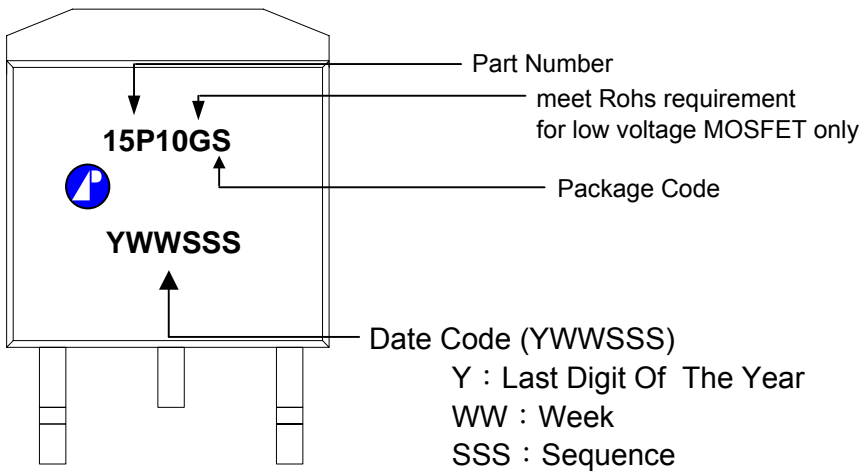 Part Number
meet Rohs requirement
for low voltage MOSFET only
15P10GS
Package Code
YWWSSS
Date Code (YWWSSS)
Y：Last Digit Of The Year
WW：Week
SSS：Sequence